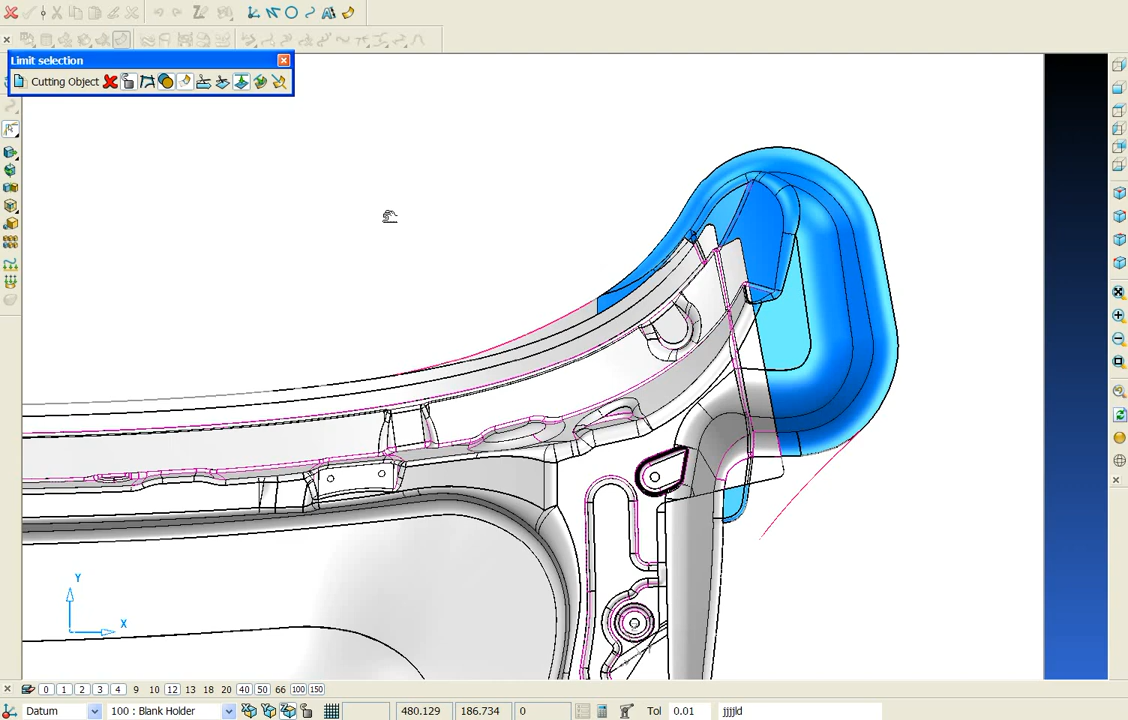 Limit selection
Cutting Object
Y
X
0 1 2 3 4 9 10 12 13 18 20 40 50 66 100 150
Datum 100 : Blank Holder 480.129 186.734 0 Tol 0.01 jjjjld